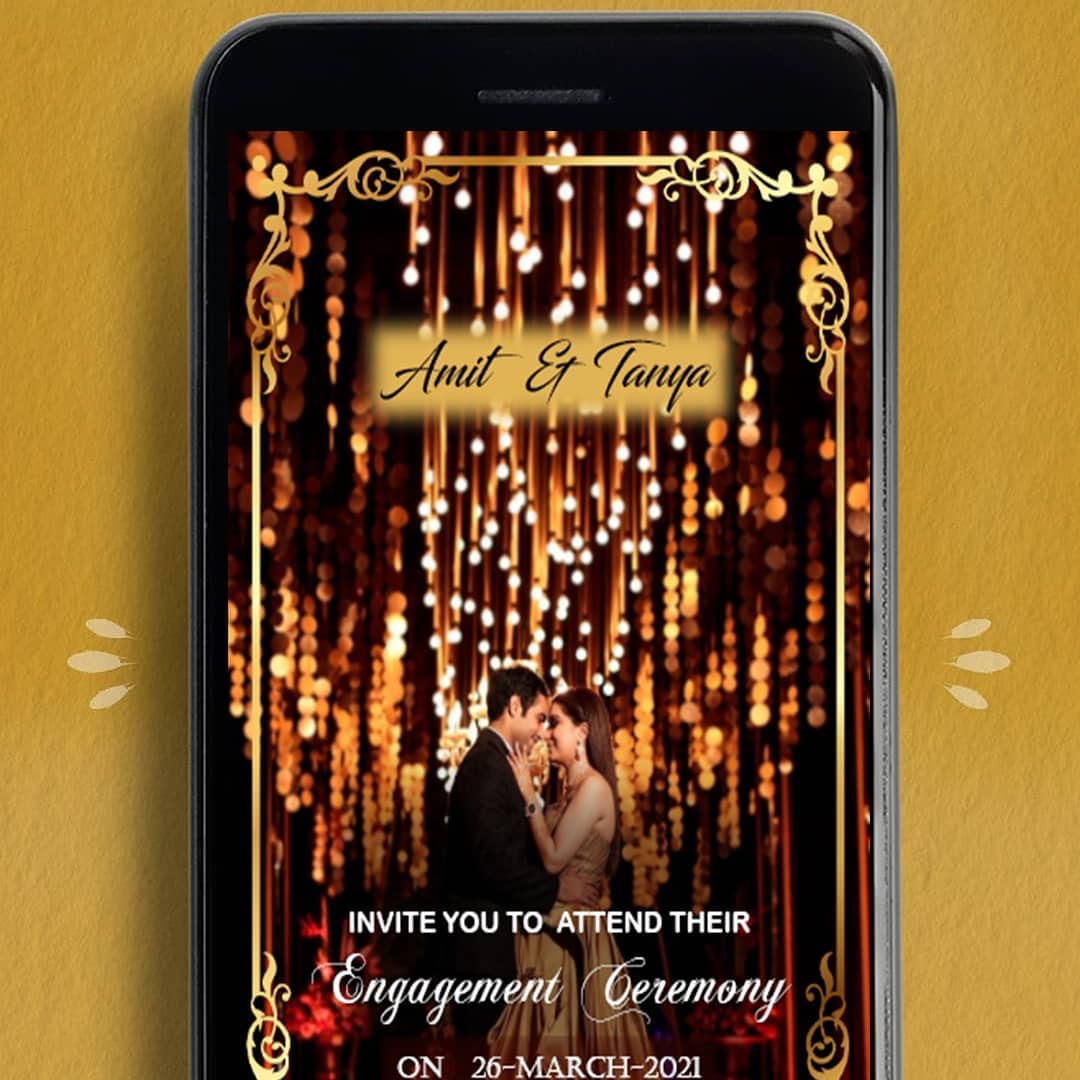 Amit & Tanya
INVITE YOU TO ATTEND THEIR
Engagement Ceremony
ON 26-MARCH-2021